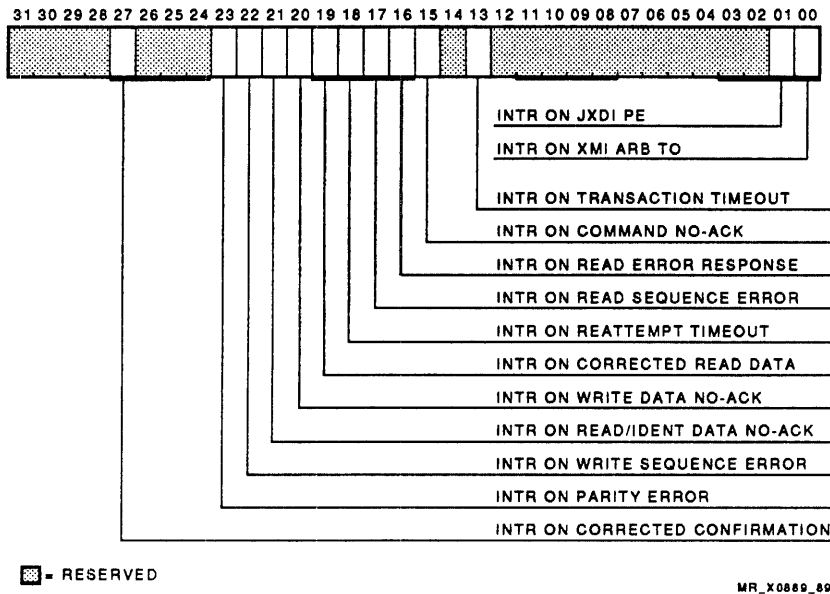 31 30 29 28 27 26 25 24 23 22 21 20 19 18 17 16 15 14 13 12 11 10 09 08 07 06 05 04 03 02 01 00
INTR ON JXDI PE
INTR ON XMI ARB TO
INTR ON TRANSACTION TIMEOUT
INTR ON COMMAND NO-ACK
INTR ON READ ERROR RESPONSE
INTR ON READ SEQUENCE ERROR
INTR ON REATTEMPT TIMEOUT
INTR ON CORRECTED READ DATA
INTR ON WRITE DATA NO-ACK
INTR ON READ/IDENT DATA NO-ACK
INTR ON WRITE SEQUENCE ERROR
INTR ON PARITY ERROR
INTR ON CORRECTED CONFIRMATION
= RESERVED
MR_X0889_89